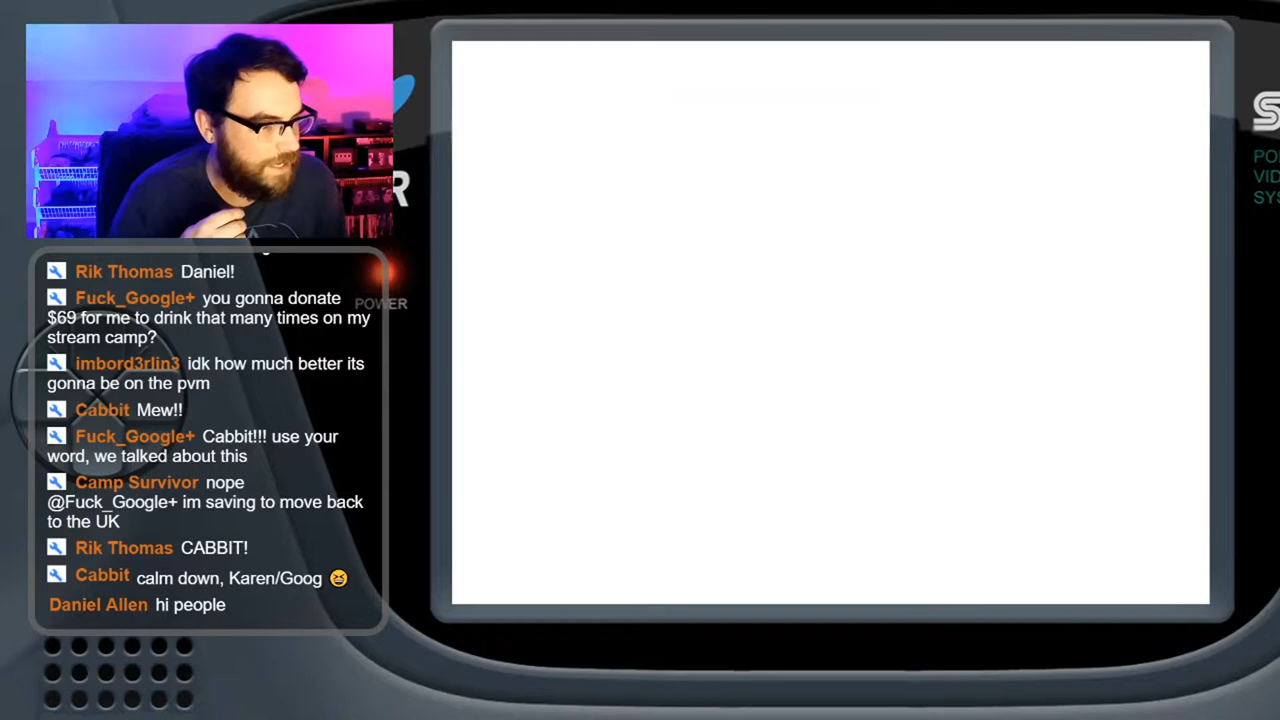 Rik Thomas Daniel!
Fuck_Google+ you gonna donate
$69 for me to drink that many times on my
stream camp?
imbord3rlin3 idk how much better its
gonna be on the pvm
Cabbit Mew!!
Fuck_Google+ Cabbit!!! use your
word, we talked about this
Camp Survivor nope
@Fuck_Google+ im saving to move back
to the UK
Rik Thomas CABBIT!
Cabbit calm down, Karen/Goog 😆
Daniel Allen hi people
R
POWER
S
PO
VID
SYS